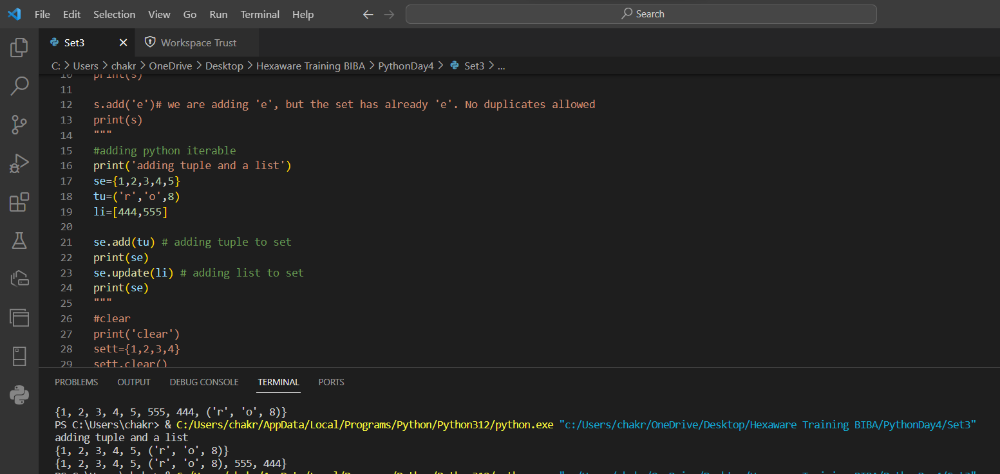 File Edit Selection View Go Run Terminal Help Search
Set3 Workspace Trust
C: > Users > chakr > OneDrive > Desktop > Hexaware Training BIBA > PythonDay4 > Set3 > ...
10 print(s)
11
12 s.add('e')# we are adding 'e', but the set has already 'e'. No duplicates allowed
13 print(s)
14 """
15 #adding python iterable
16 print('adding tuple and a list')
17 se={1,2,3,4,5}
18 tu=('r','o',8)
19 li=[444,555]
20
21 se.add(tu) # adding tuple to set
22 print(se)
23 se.update(li) # adding list to set
24 print(se)
25 """
26 #clear
27 print('clear')
28 sett={1,2,3,4}
29 sett.clear()
PROBLEMS OUTPUT DEBUG CONSOLE TERMINAL PORTS
{1, 2, 3, 4, 5, 555, 444, ('r', 'o', 8)}
PS C:\Users\chakr> & C:/Users/chakr/AppData/Local/Programs/Python/Python312/python.exe "c:/Users/chakr/OneDrive/Desktop/Hexaware Training BIBA/PythonDay4/Set3"
adding tuple and a list
{1, 2, 3, 4, 5, ('r', 'o', 8)}
{1, 2, 3, 4, 5, ('r', 'o', 8), 555, 444}